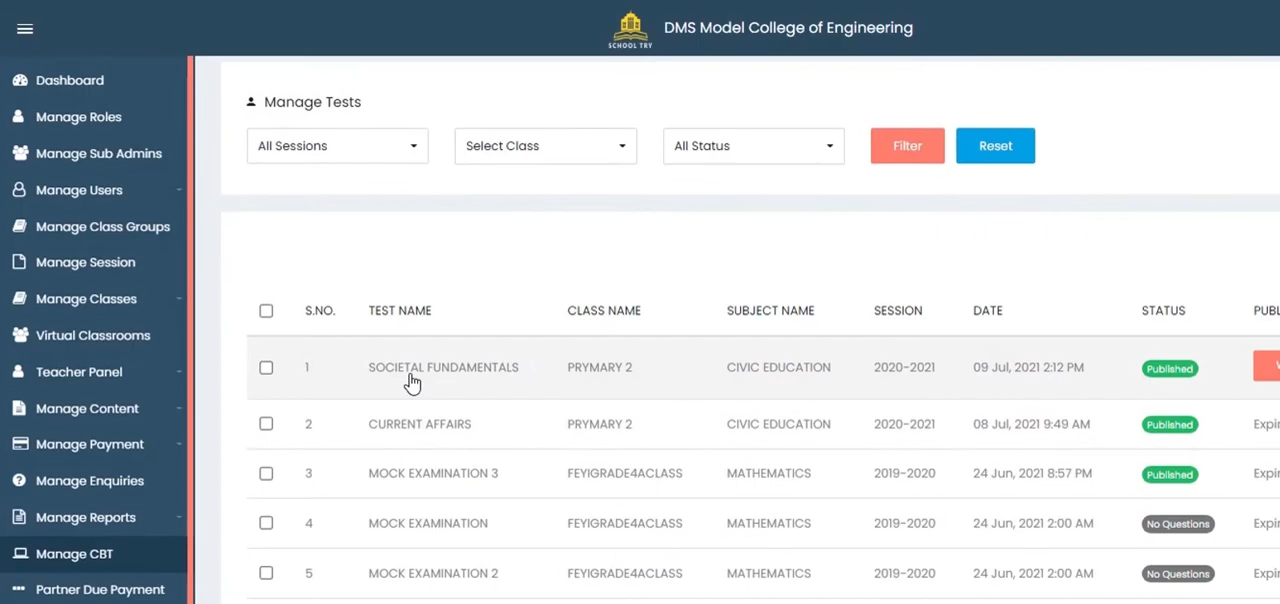 SCHOOL TRY
DMS Model College of Engineering
Dashboard
Manage Roles
Manage Sub Admins
Manage Users
Manage Class Groups
Manage Session
Manage Classes
Virtual Classrooms
Teacher Panel
Manage Content
Manage Payment
Manage Enquiries
Manage Reports
Manage CBT
Partner Due Payment
Manage Tests
All Sessions Select Class All Status Filter Reset
S.NO. TEST NAME CLASS NAME SUBJECT NAME SESSION DATE STATUS PUBL
1 SOCIETAL FUNDAMENTALS PRYMARY 2 CIVIC EDUCATION 2020-2021 09 Jul, 2021 2:12 PM Published
2 CURRENT AFFAIRS PRYMARY 2 CIVIC EDUCATION 2020-2021 08 Jul, 2021 9:49 AM Published Expi
3 MOCK EXAMINATION 3 FEYIGRADE4ACLASS MATHEMATICS 2019-2020 24 Jun, 2021 8:57 PM Published Expi
4 MOCK EXAMINATION FEYIGRADE4ACLASS MATHEMATICS 2019-2020 24 Jun, 2021 2:00 AM No Questions Expi
5 MOCK EXAMINATION 2 FEYIGRADE4ACLASS MATHEMATICS 2019-2020 24 Jun, 2021 2:00 AM No Questions Expi